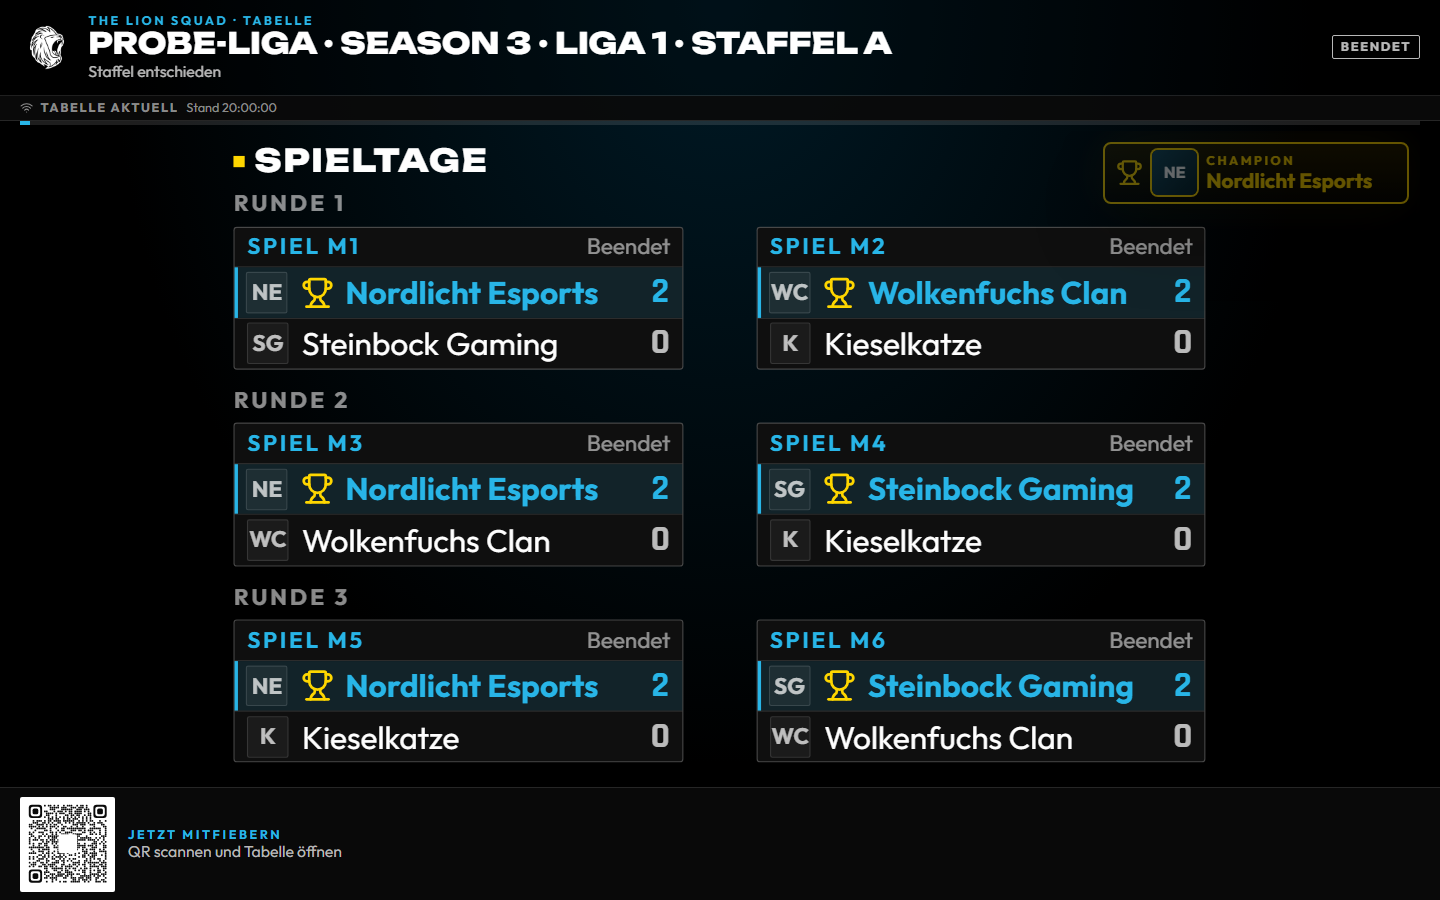 THE LION SQUAD · TABELLE
PROBE-LIGA · SEASON 3 · LIGA 1 · STAFFEL A
Staffel entschieden
BEENDET
TABELLE AKTUELL Stand 20:00:00
SPIELTAGE
NE
CHAMPION
Nordlicht Esports
RUNDE 1
SPIEL M1 Beendet
NE Nordlicht Esports 2
SG Steinbock Gaming 0
SPIEL M2 Beendet
WC Wolkenfuchs Clan 2
K Kieselkatze 0
RUNDE 2
SPIEL M3 Beendet
NE Nordlicht Esports 2
WC Wolkenfuchs Clan 0
SPIEL M4 Beendet
SG Steinbock Gaming 2
K Kieselkatze 0
RUNDE 3
SPIEL M5 Beendet
NE Nordlicht Esports 2
K Kieselkatze 0
SPIEL M6 Beendet
SG Steinbock Gaming 2
WC Wolkenfuchs Clan 0
JETZT MITFIEBERN
QR scannen und Tabelle öffnen